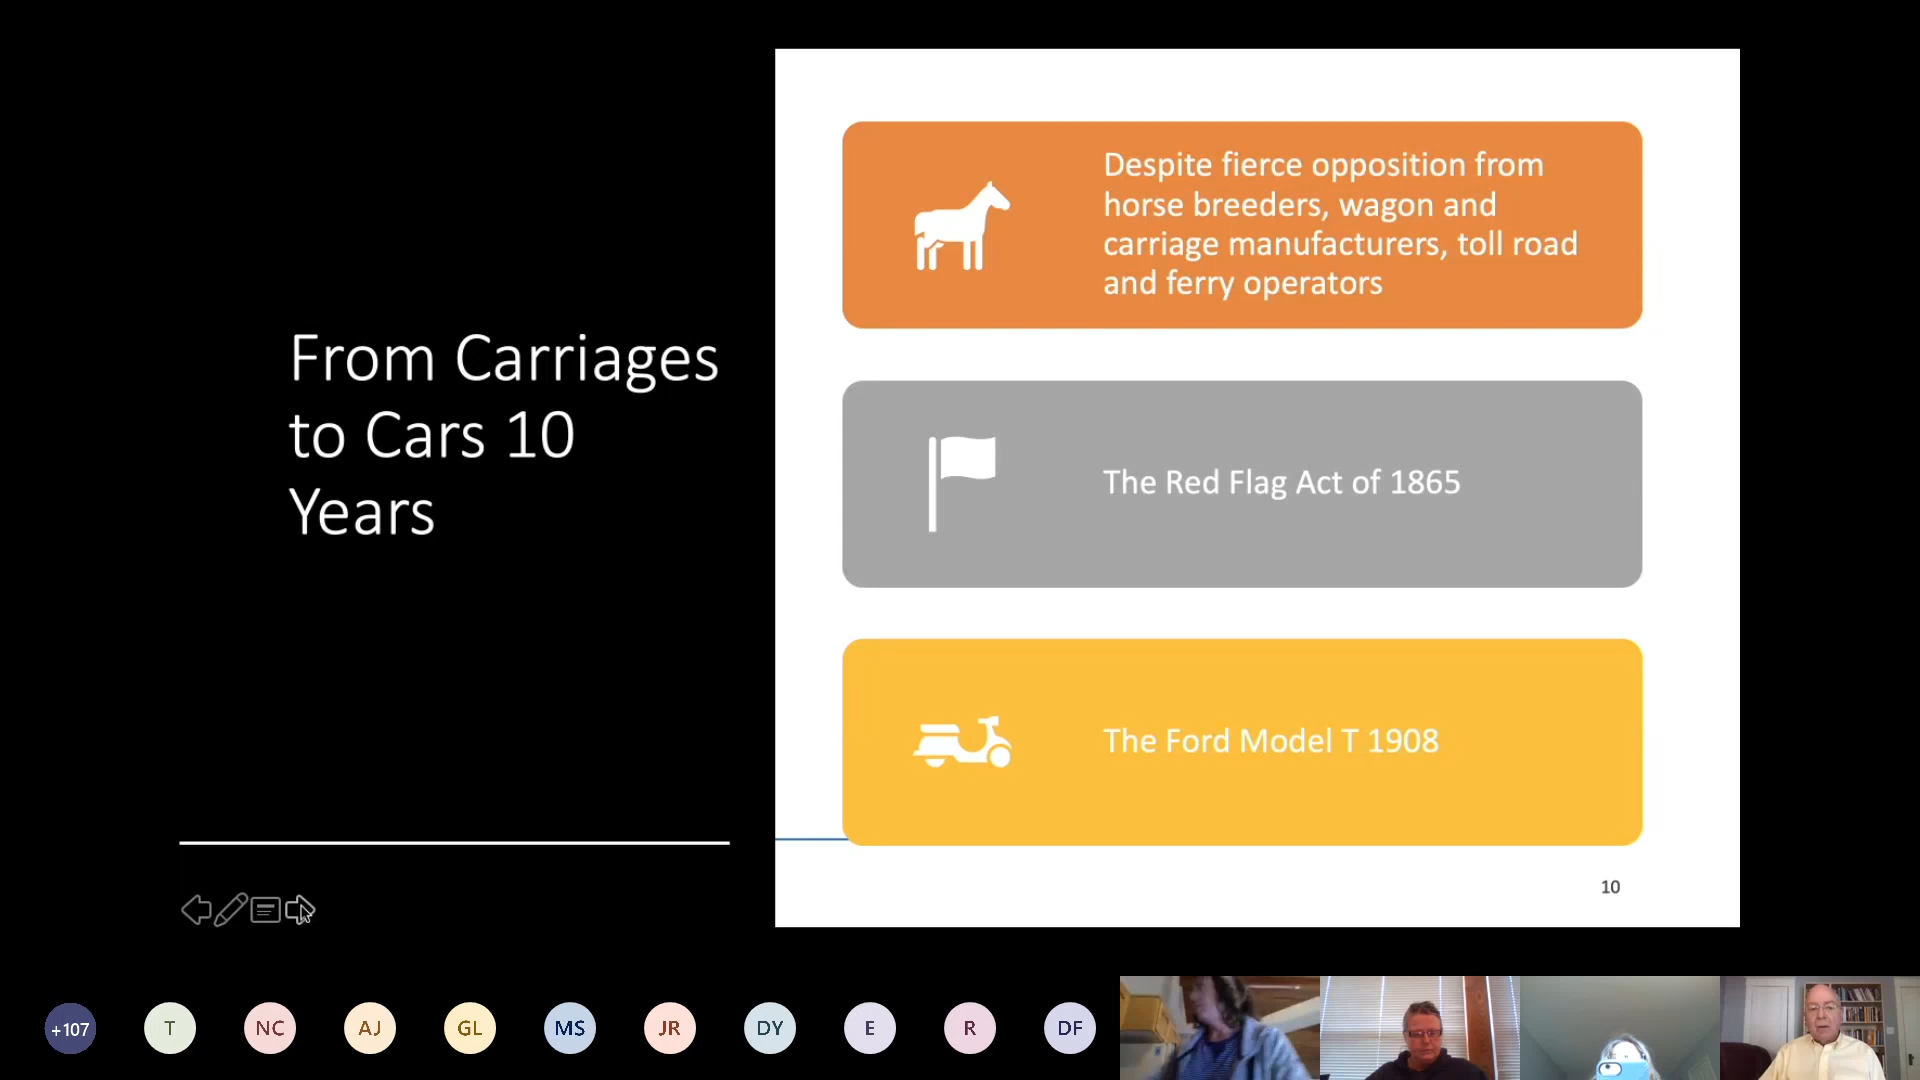 From Carriages
to Cars 10
Years
Despite fierce opposition from
horse breeders, wagon and
carriage manufacturers, toll road
and ferry operators
The Red Flag Act of 1865
The Ford Model T 1908
10
+107
T
NC
AJ
GL
MS
JR
DY
E
R
DF